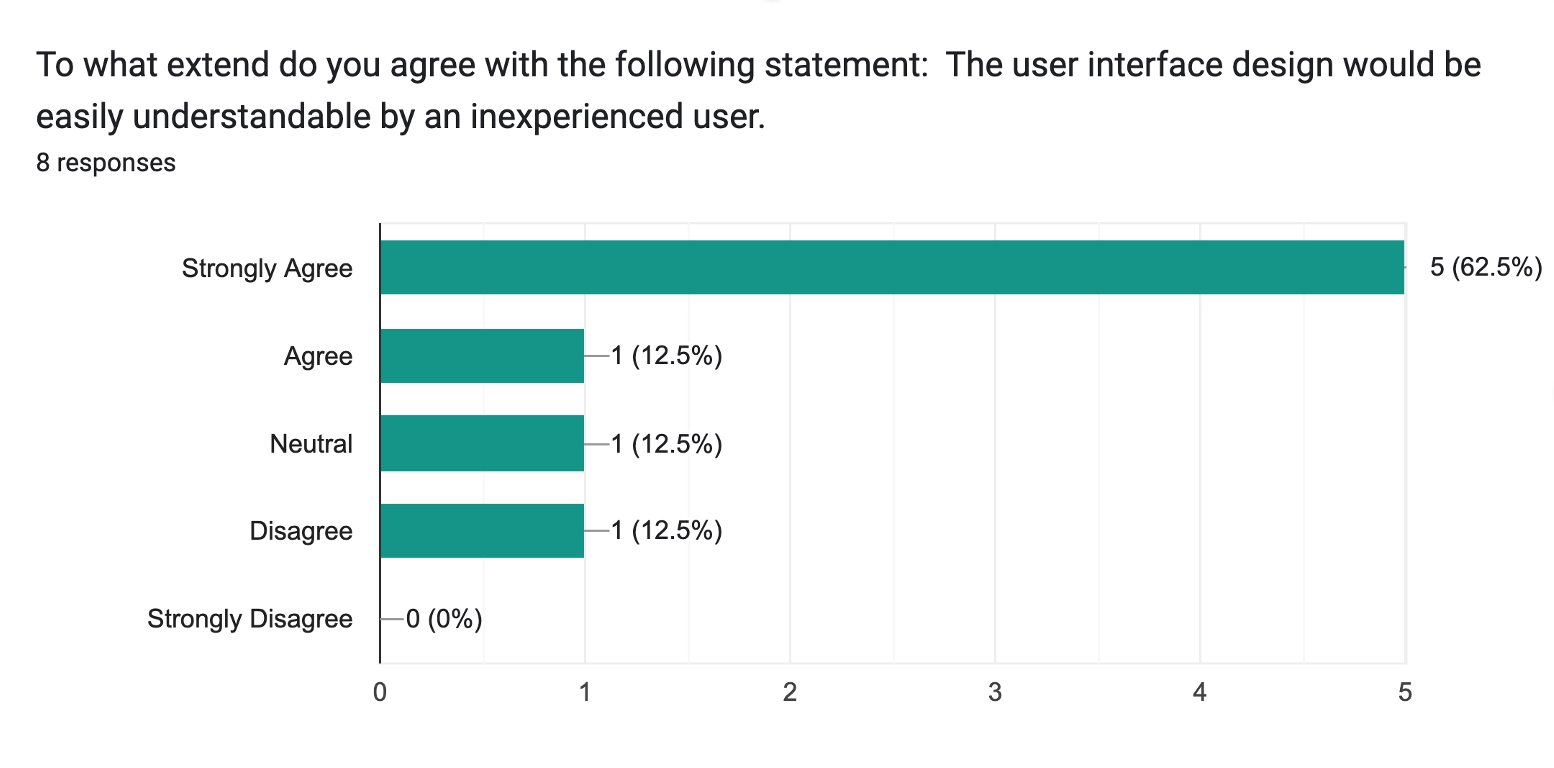 To what extend do you agree with the following statement:  The user interface design would be
easily understandable by an inexperienced user.
8 responses
Strongly Agree 5 (62.5%)
Agree 1 (12.5%)
Neutral 1 (12.5%)
Disagree 1 (12.5%)
Strongly Disagree 0 (0%)
0 1 2 3 4 5